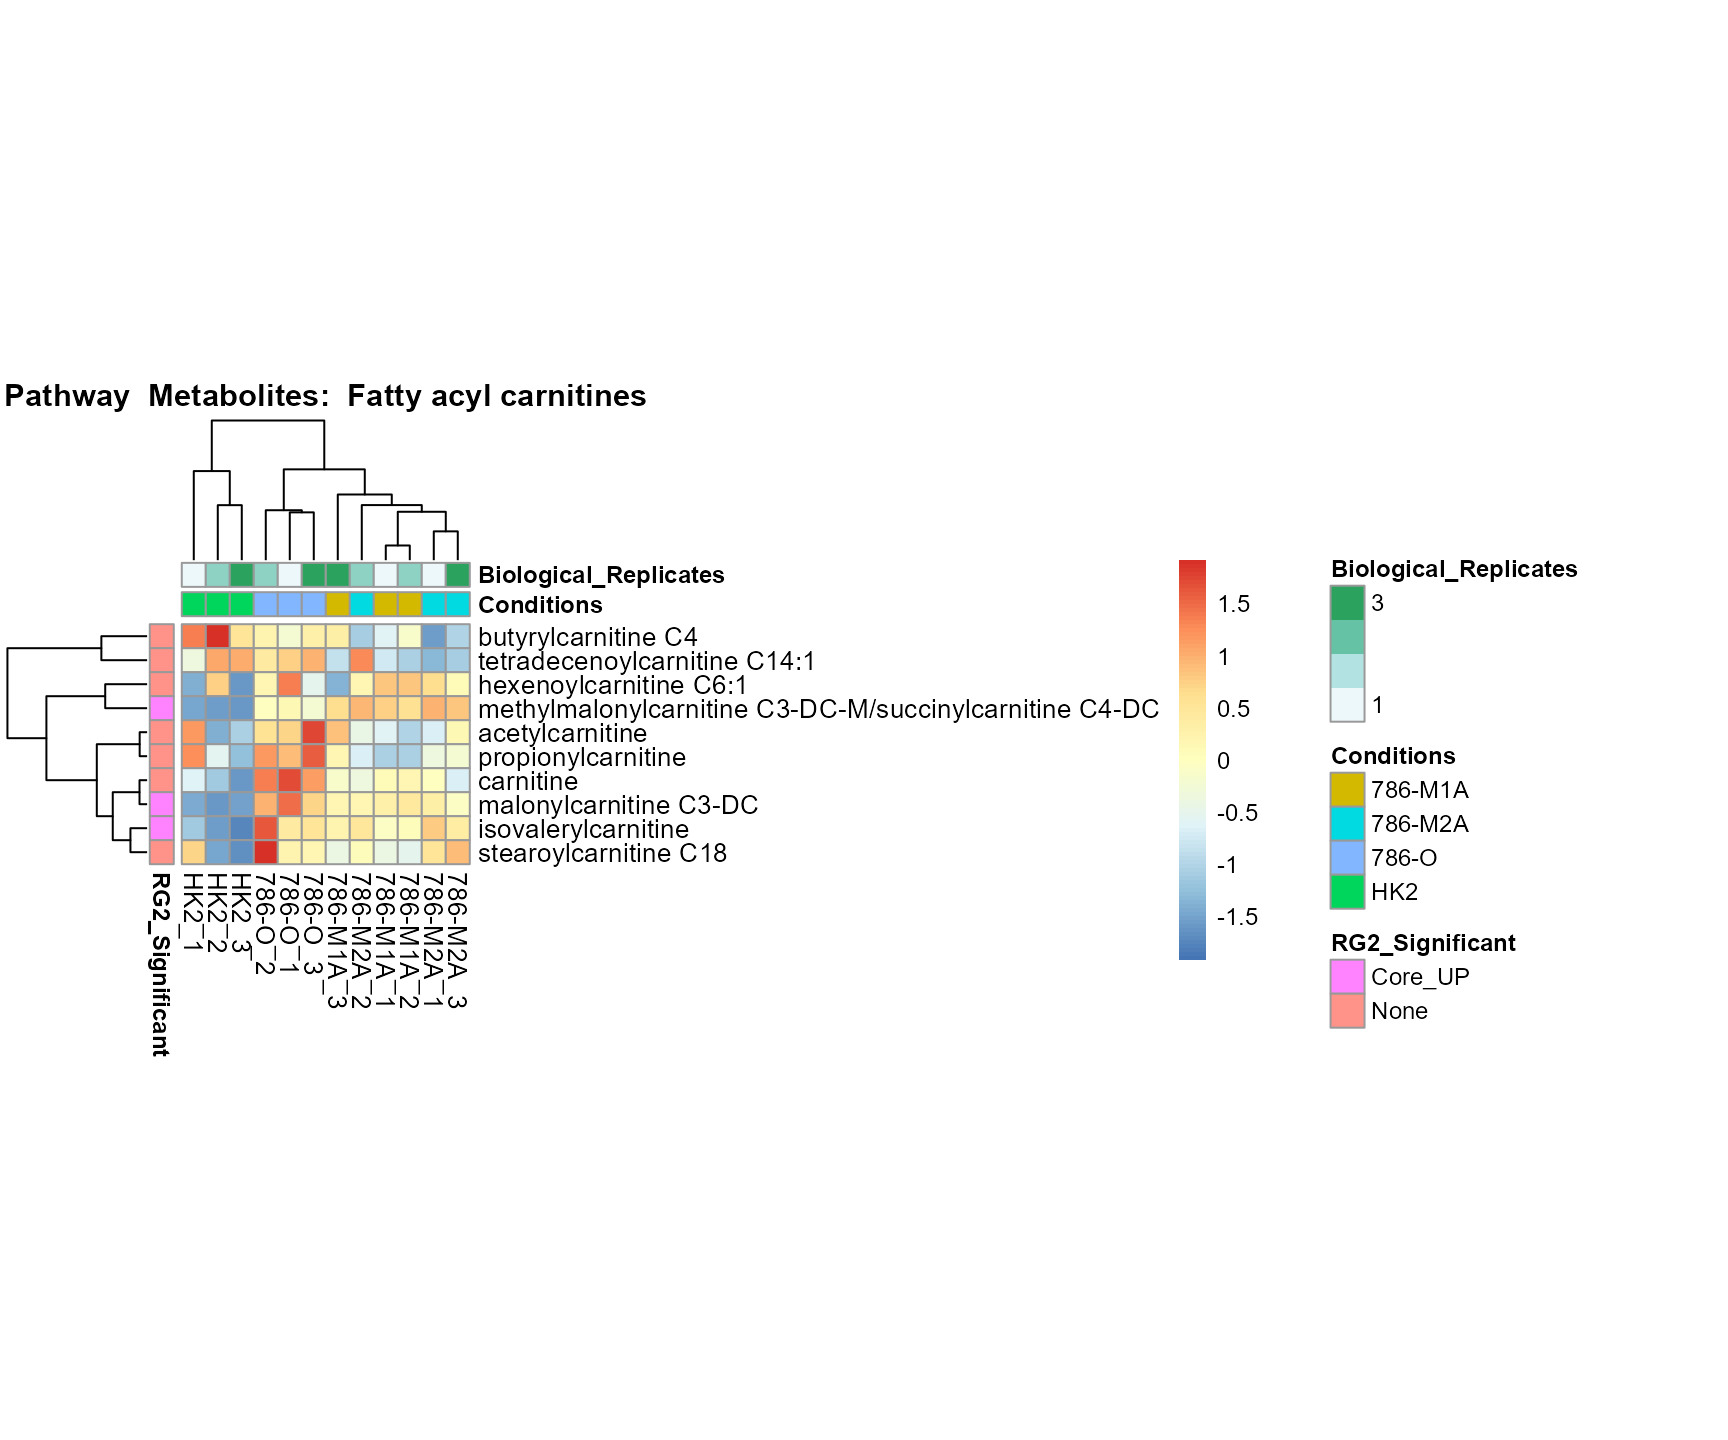 Pathway  Metabolites:  Fatty acyl carnitines
Biological_Replicates
Conditions
butyrylcarnitine C4
tetradecenoylcarnitine C14:1
hexenoylcarnitine C6:1
methylmalonylcarnitine C3-DC-M/succinylcarnitine C4-DC
acetylcarnitine
propionylcarnitine
carnitine
malonylcarnitine C3-DC
isovalerylcarnitine
stearoylcarnitine C18
RG2_Significant
HK2_1
HK2_2
HK2_3
786-O_2
786-O_1
786-O_3
786-M1A_3
786-M2A_2
786-M1A_1
786-M1A_2
786-M2A_1
786-M2A_3
1.5
1
0.5
0
-0.5
-1
-1.5
Biological_Replicates
3
1
Conditions
786-M1A
786-M2A
786-O
HK2
RG2_Significant
Core_UP
None